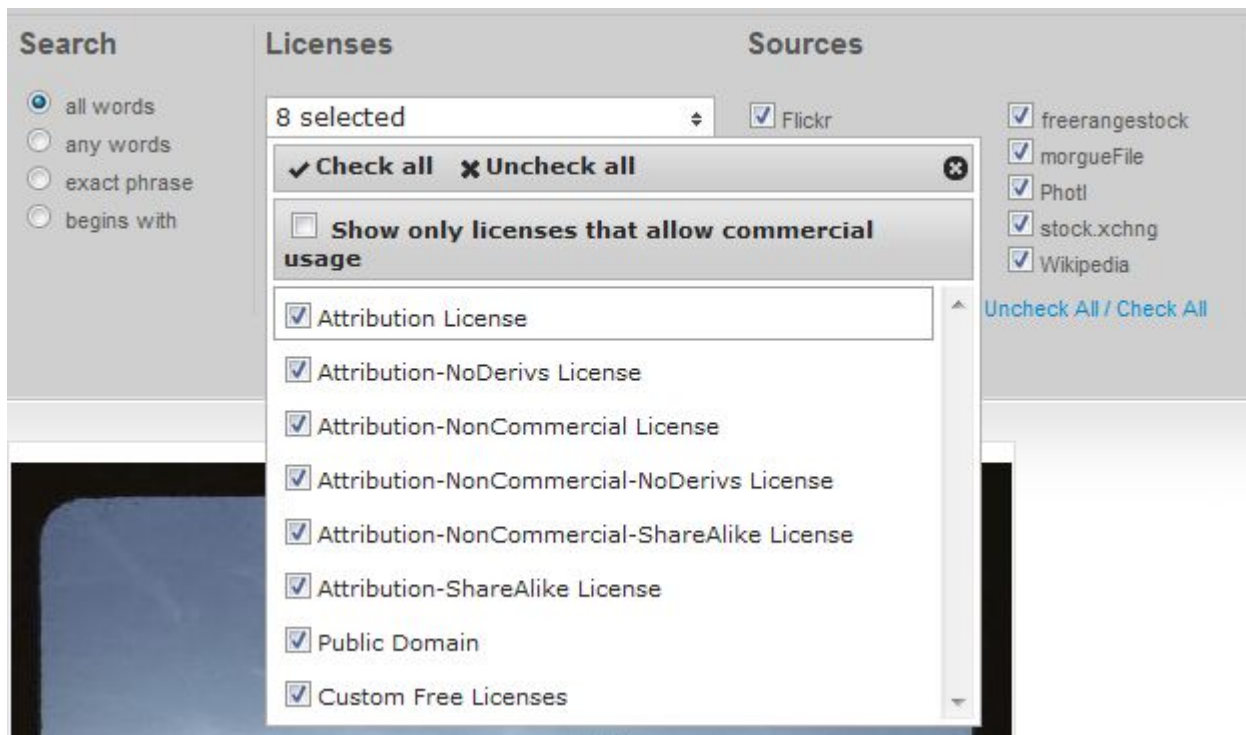 Search
all words
any words
exact phrase
begins with
Licenses
8 selected
Check all Uncheck all
Show only licenses that allow commercial
usage
Attribution License
Attribution-NoDerivs License
Attribution-NonCommercial License
Attribution-NonCommercial-NoDerivs License
Attribution-NonCommercial-ShareAlike License
Attribution-ShareAlike License
Public Domain
Custom Free Licenses
Sources
Flickr
freerangestock
morgueFile
Photl
stock.xchng
Wikipedia
Uncheck All / Check All